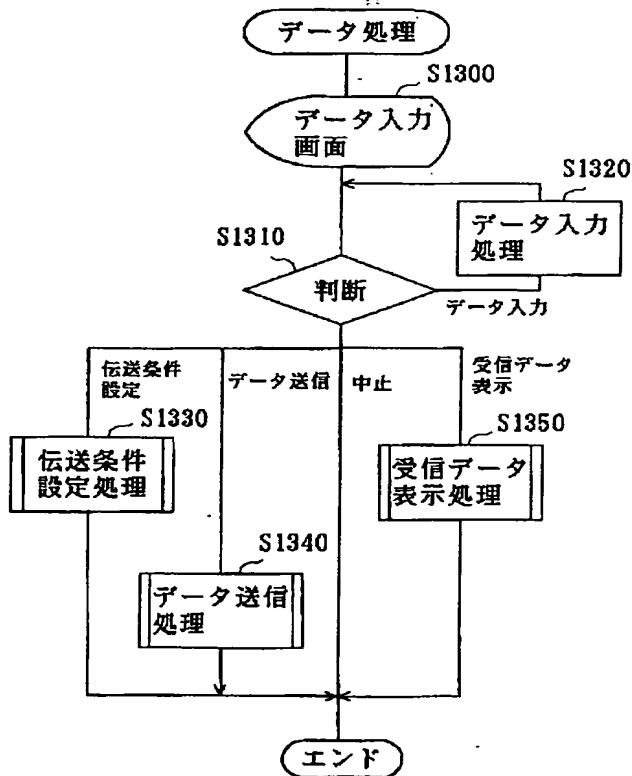 データ処理
S1300
データ入力
画面
S1320
データ入力
処理
S1310
判断
データ入力
伝送条件
設定
データ送信
中止
受信データ
表示
S1330
伝送条件
設定処理
S1350
受信データ
表示処理
S1340
データ送信
処理
エンド